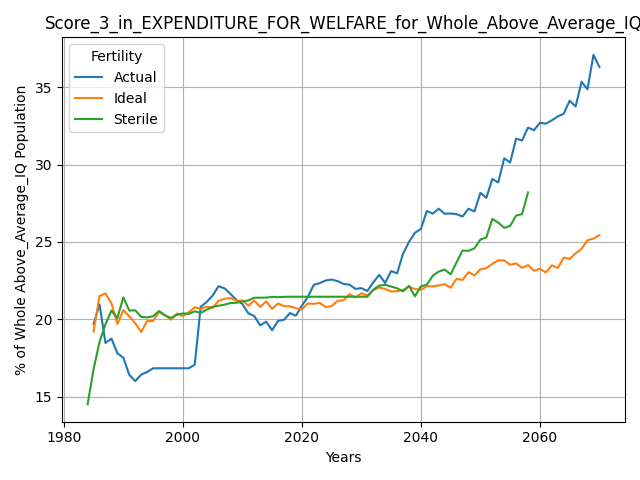 Score_3_in_EXPENDITURE_FOR_WELFARE_for_Whole_Above_Average_IQ
Fertility
Actual
Ideal
Sterile
% of Whole Above_Average_IQ Population
35
30
25
20
15
1980
2000
2020
2040
2060
Years